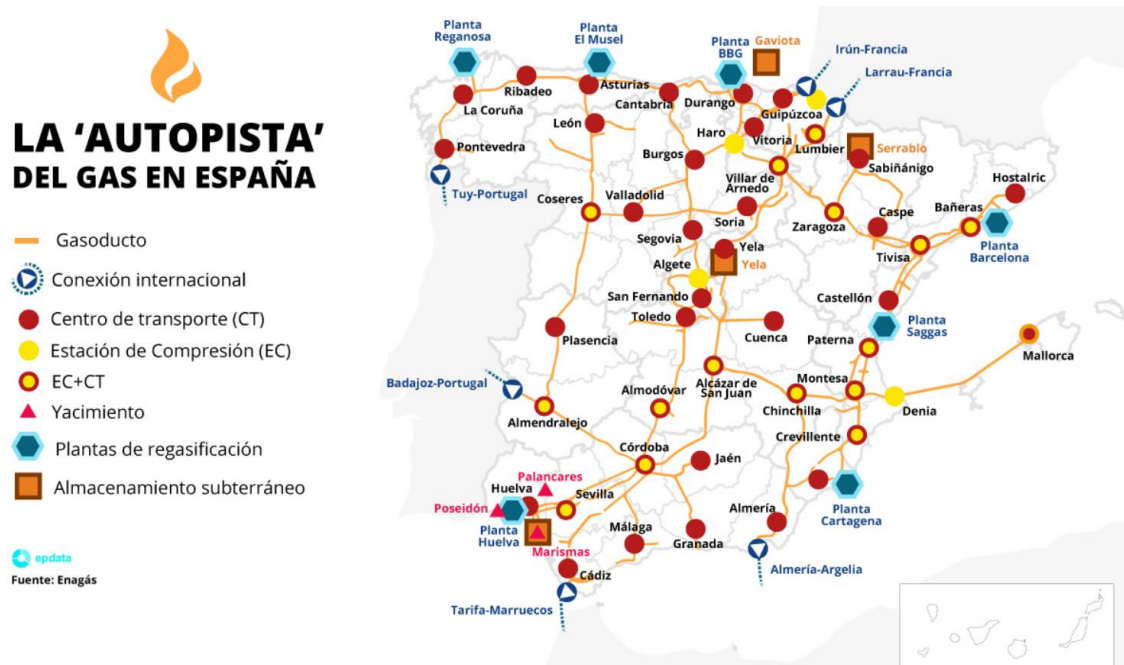 LA ‘AUTOPISTA’
DEL GAS EN ESPAÑA
Gasoducto
Conexión internacional
Centro de transporte (CT)
Estación de Compresión (EC)
EC+CT
Yacimiento
Plantas de regasificación
Almacenamiento subterráneo
epdata
Fuente: Enagás
Planta
Reganosa
Planta
El Musel
Planta
BBG
Gaviota
Irún-Francia
Larrau-Francia
Ribadeo
Asturias
Cantabria
Durango
Guipúzcoa
La Coruña
León
Haro
Vitoria
Lumbier
Serrablo
Pontevedra
Burgos
Sabiñánigo
Tuy-Portugal
Villar de
Arnedo
Hostalric
Coseres
Valladolid
Soria
Zaragoza
Caspe
Bañeras
Segovia
Yela
Yela
Tivisa
Planta
Barcelona
Algete
San Fernando
Toledo
Castellón
Planta
Saggas
Plasencia
Cuenca
Paterna
Mallorca
Badajoz-Portugal
Almodóvar
Alcázar de
San Juan
Montesa
Chinchilla
Denia
Almendralejo
Crevillente
Córdoba
Jaén
Palancares
Huelva
Sevilla
Poseidón
Planta
Huelva
Marismas
Málaga
Granada
Almería
Planta
Cartagena
Cádiz
Almería-Argelia
Tarifa-Marruecos